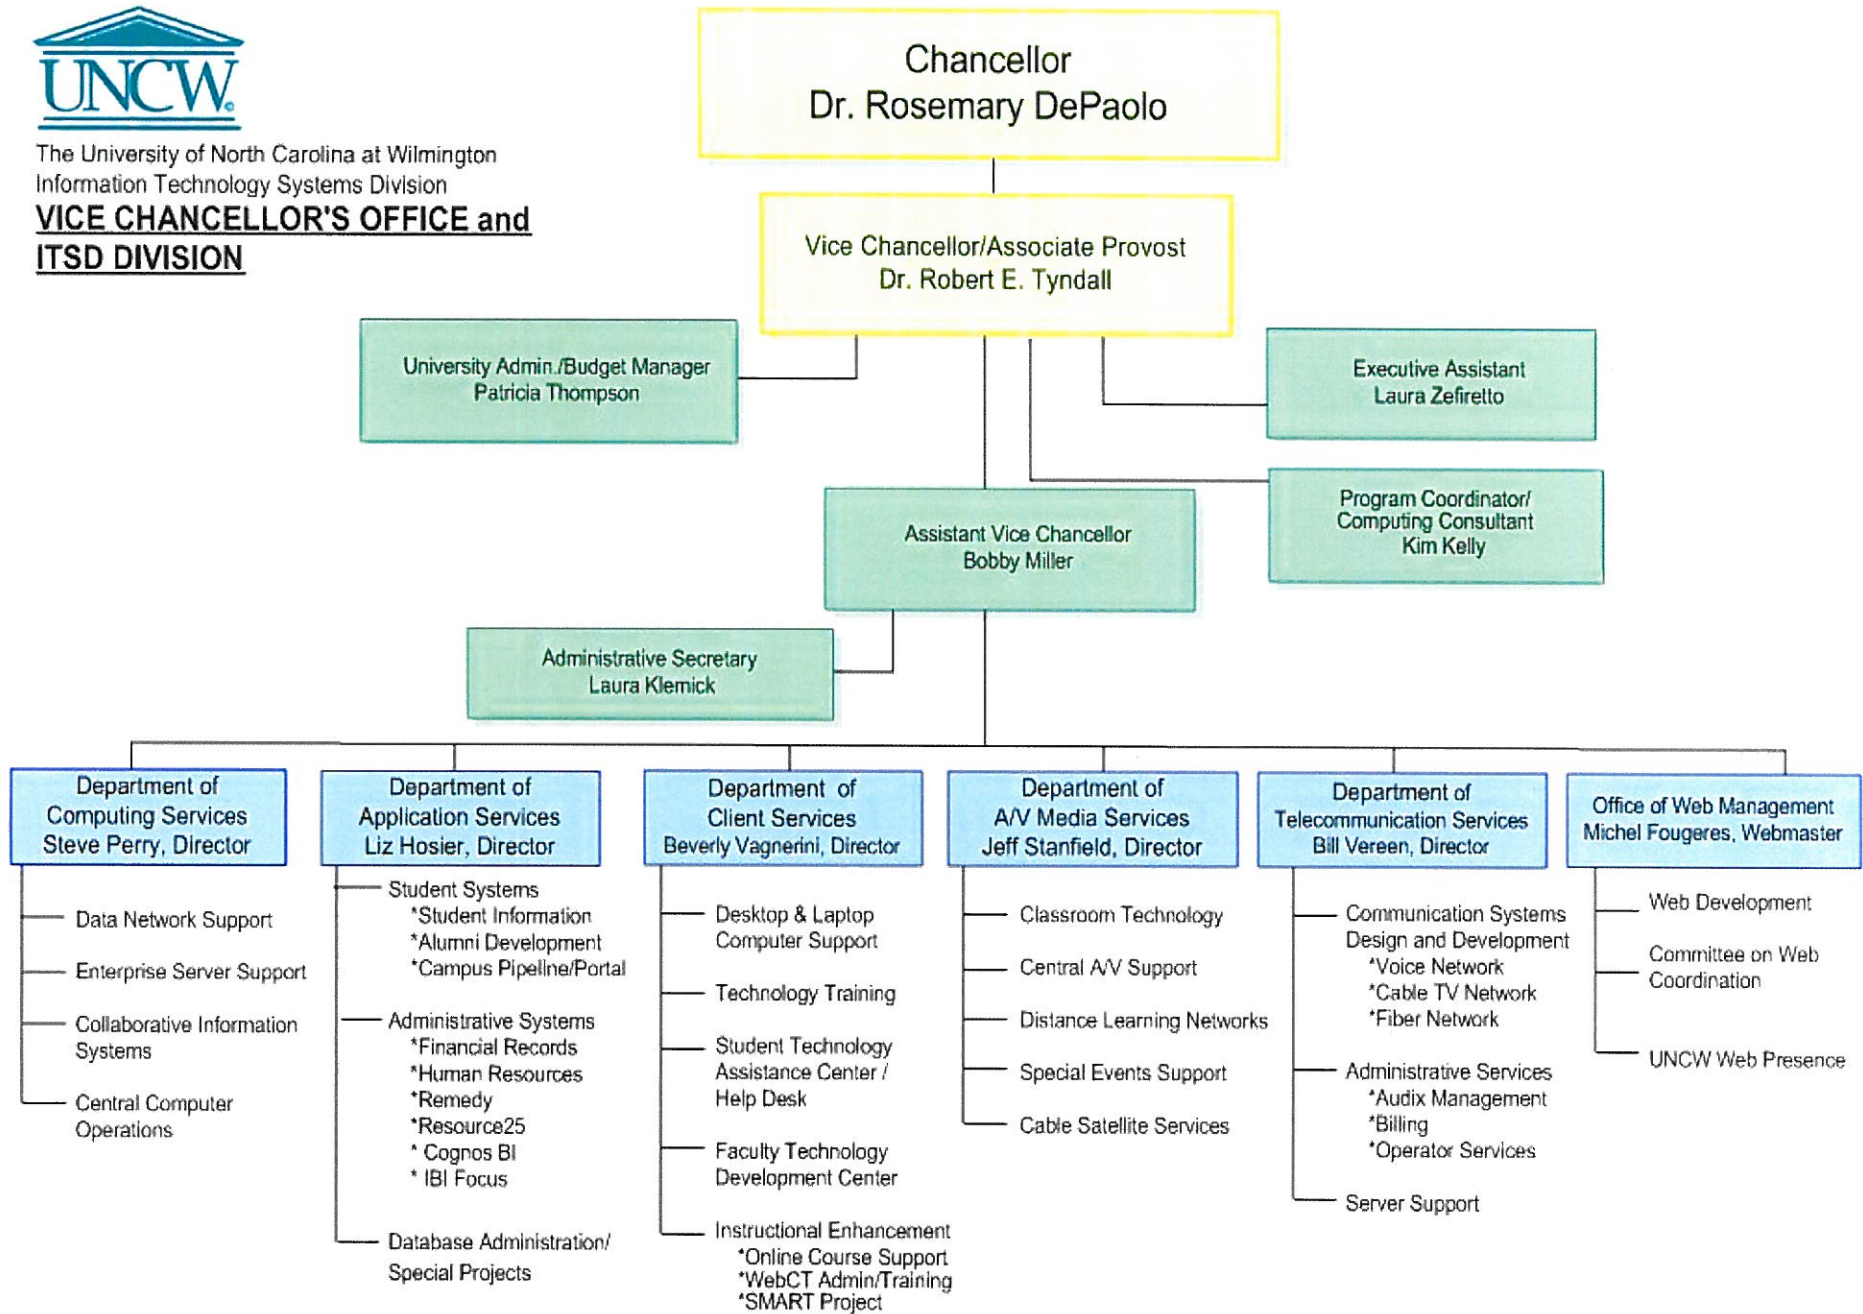 UNCW
The University of North Carolina at Wilmington
Information Technology Systems Division
VICE CHANCELLOR'S OFFICE and
ITSD DIVISION
Chancellor
Dr. Rosemary DePaolo
Vice Chancellor/Associate Provost
Dr. Robert E. Tyndall
University Admin./Budget Manager
Patricia Thompson
Executive Assistant
Laura Zefiretto
Program Coordinator/
Computing Consultant
Kim Kelly
Assistant Vice Chancellor
Bobby Miller
Administrative Secretary
Laura Klemick
Department of
Computing Services
Steve Perry, Director
Data Network Support
Enterprise Server Support
Collaborative Information
Systems
Central Computer
Operations
Department of
Application Services
Liz Hosier, Director
Student Systems
*Student Information
*Alumni Development
*Campus Pipeline/Portal
Administrative Systems
*Financial Records
*Human Resources
*Remedy
*Resource25
* Cognos BI
* IBI Focus
Database Administration/
Special Projects
Department of
Client Services
Beverly Vagnerini, Director
Desktop & Laptop
Computer Support
Technology Training
Student Technology
Assistance Center /
Help Desk
Faculty Technology
Development Center
Instructional Enhancement
*Online Course Support
*WebCT Admin/Training
*SMART Project
Department of
A/V Media Services
Jeff Stanfield, Director
Classroom Technology
Central A/V Support
Distance Learning Networks
Special Events Support
Cable Satellite Services
Department of
Telecommunication Services
Bill Vereen, Director
Communication Systems
Design and Development
*Voice Network
*Cable TV Network
*Fiber Network
Administrative Services
*Audix Management
*Billing
*Operator Services
Server Support
Office of Web Management
Michel Fougeres, Webmaster
Web Development
Committee on Web
Coordination
UNCW Web Presence